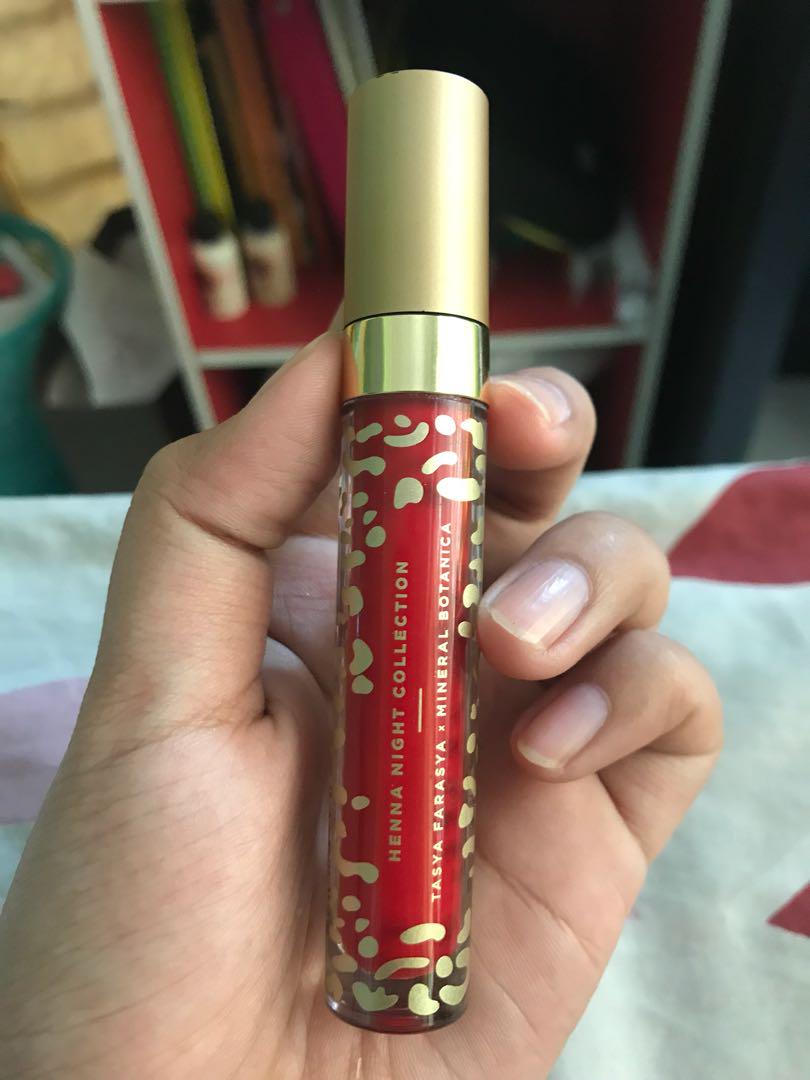 HENNA NIGHT COLLECTION
TASYA FARASYA × MINERAL BOTANICA